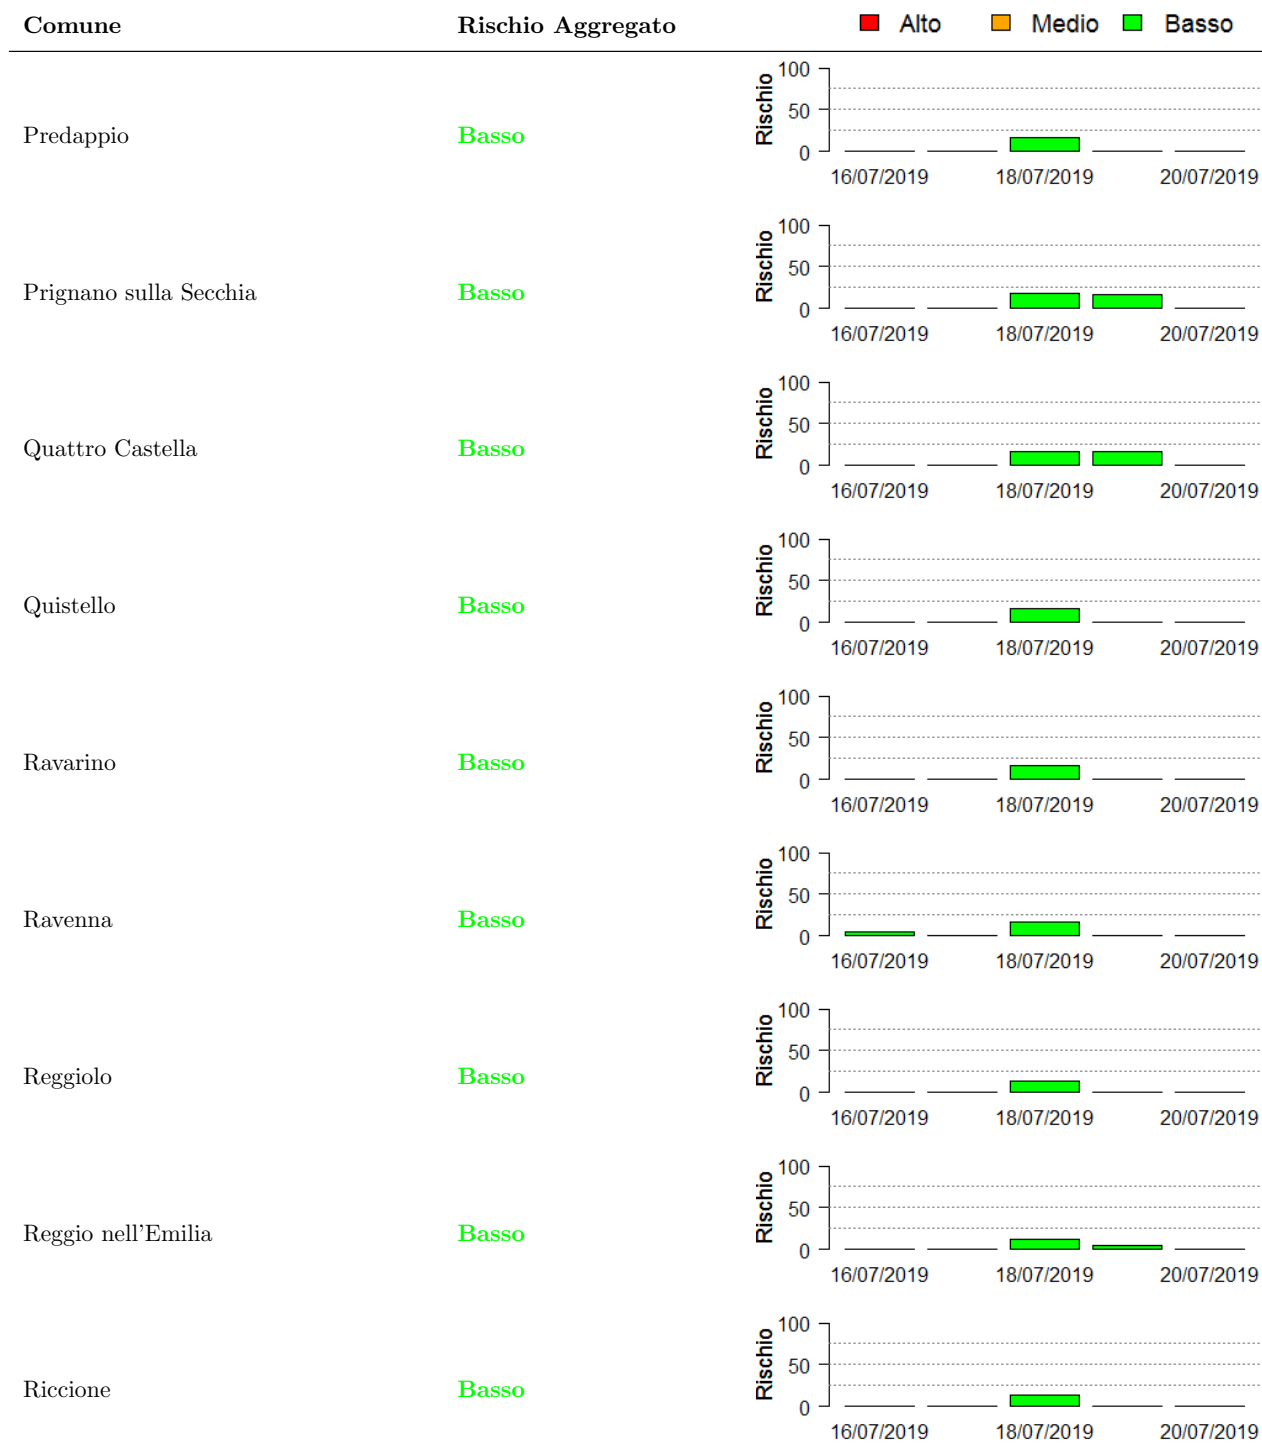 Comune Rischio Aggregato Alto Medio Basso
100
50
0
Rischio
Predappio Basso
16/07/2019 18/07/2019 20/07/2019
100
50
0
Rischio
Prignano sulla Secchia Basso
16/07/2019 18/07/2019 20/07/2019
100
50
0
Rischio
Quattro Castella Basso
16/07/2019 18/07/2019 20/07/2019
100
50
0
Rischio
Quistello Basso
16/07/2019 18/07/2019 20/07/2019
100
50
0
Rischio
Ravarino Basso
16/07/2019 18/07/2019 20/07/2019
100
50
0
Rischio
Ravenna Basso
16/07/2019 18/07/2019 20/07/2019
100
50
0
Rischio
Reggiolo Basso
16/07/2019 18/07/2019 20/07/2019
100
50
0
Rischio
Reggio nell'Emilia Basso
16/07/2019 18/07/2019 20/07/2019
100
50
0
Rischio
Riccione Basso
16/07/2019 18/07/2019 20/07/2019